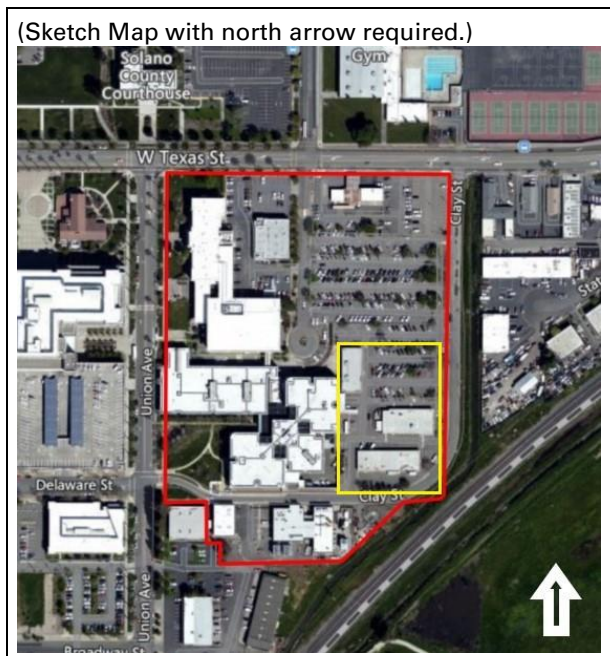 (Sketch Map with north arrow required.)
Solano
County
Courthouse
Gym
W Texas St
Clay St
Union Ave
Delaware St
Clay St
Union Ave
Broadway St